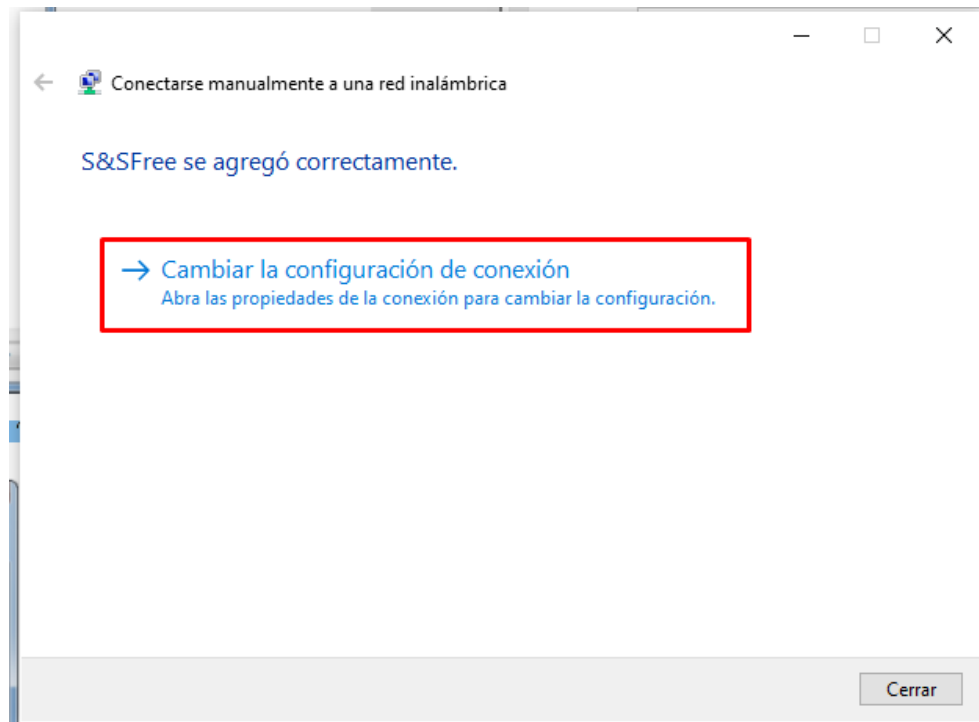 Conectarse manualmente a una red inalámbrica
S&SFree se agregó correctamente.
Cambiar la configuración de conexión
Abra las propiedades de la conexión para cambiar la configuración.
Cerrar